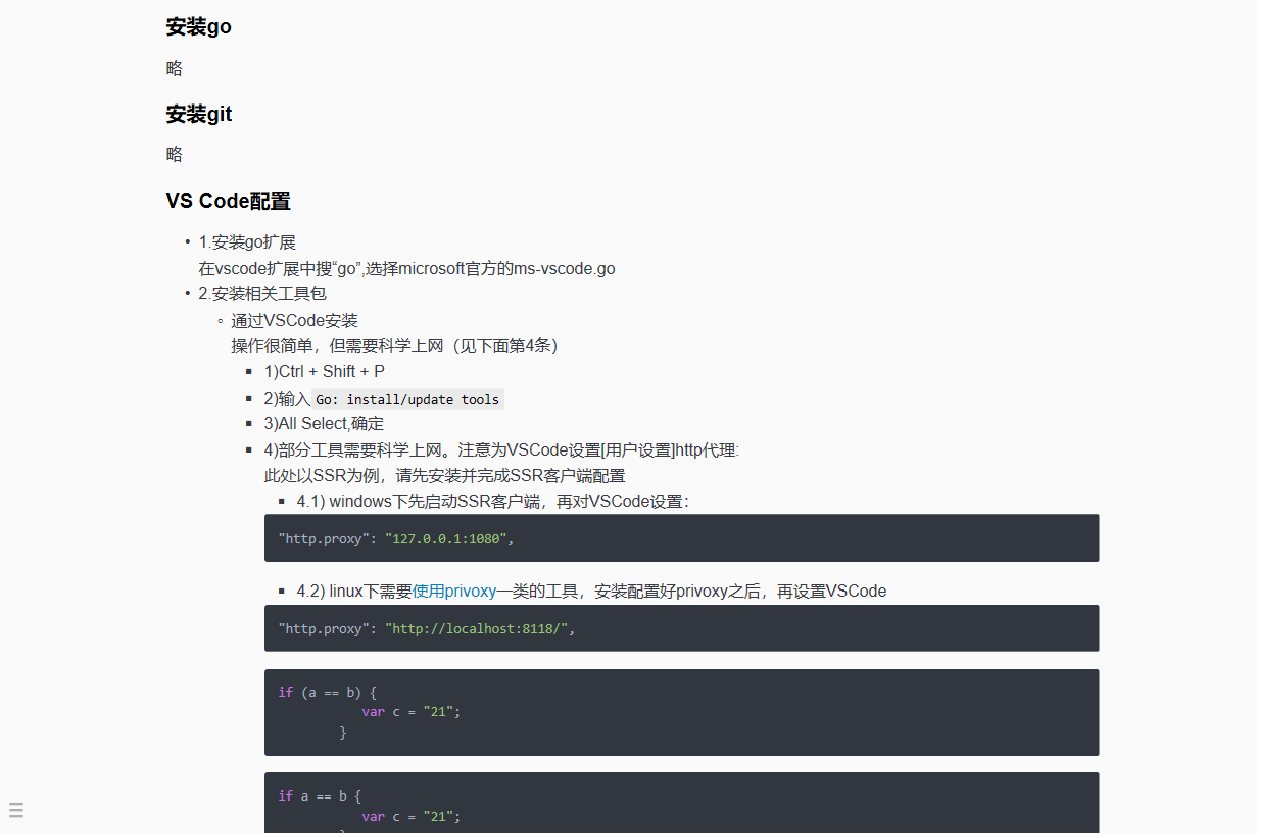 安装go
略
安装git
略
VS Code配置
• 1.安装go扩展
在vscode扩展中搜“go”,选择microsoft官方的ms-vscode.go
• 2.安装相关工具包
◦ 通过VSCode安装
操作很简单，但需要科学上网（见下面第4条）
▪ 1)Ctrl + Shift + P
▪ 2)输入 Go: install/update tools
▪ 3)All Select,确定
▪ 4)部分工具需要科学上网。注意为VSCode设置[用户设置]http代理:
此处以SSR为例，请先安装并完成SSR客户端配置
▪ 4.1) windows下先启动SSR客户端，再对VSCode设置：
"http.proxy": "127.0.0.1:1080",
▪ 4.2) linux下需要使用privoxy一类的工具，安装配置好privoxy之后，再设置VSCode
"http.proxy": "http://localhost:8118/",
if (a == b) {
var c = "21";
}
if a == b {
var c = "21";